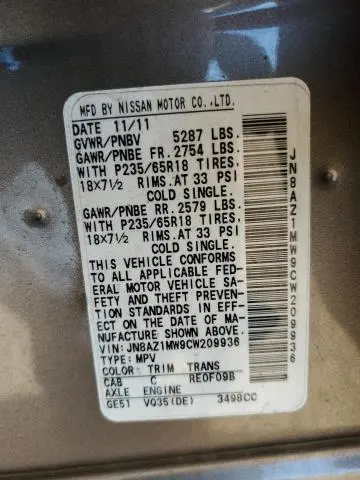 MFD BY NISSAN MOTOR CO.,LTD.
DATE 11/11
GVWR/PNBV 5287 LBS.
GAWR/PNBE FR. 2754 LBS.
WITH P235/65R18 TIRES,
18X7½ RIMS.AT 33 PSI
COLD SINGLE.
GAWR/PNBE RR. 2579 LBS.
WITH P235/65R18 TIRES,
18X7½ RIMS.AT 33 PSI
COLD SINGLE.
THIS VEHICLE CONFORMS
TO ALL APPLICABLE FED-
ERAL MOTOR VEHICLE SA-
FETY AND THEFT PREVEN-
TION STANDARDS IN EFF-
ECT ON THE DATE OF MA-
NUFACTURE SHOWN ABOVE.
VIN: JN8AZ1MW9CW209936
TYPE: MPV
COLOR: TRIM TRANS
CAB C RE0F09B
AXLE ENGINE
GE51 VQ35(DE) 3498CC
JN8AZ1MW9CW209936